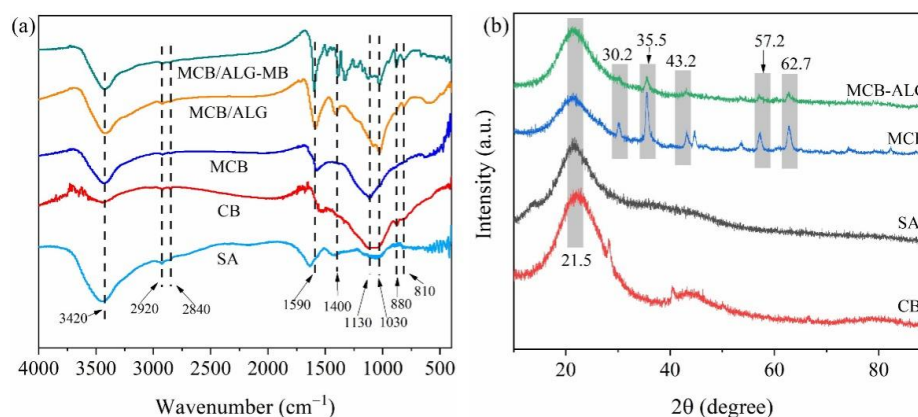 (a)
MCB/ALG-MB
MCB/ALG
MCB
CB
SA
3420
2920
2840
1590
1400
1130
1030
880
810
4000 3500 3000 2500 2000 1500 1000 500
Wavenumber (cm⁻¹)
(b)
Intensity (a.u.)
30.2
35.5
43.2
57.2
62.7
MCB-ALG
MCB
SA
21.5
CB
20 40 60 80
2θ (degree)